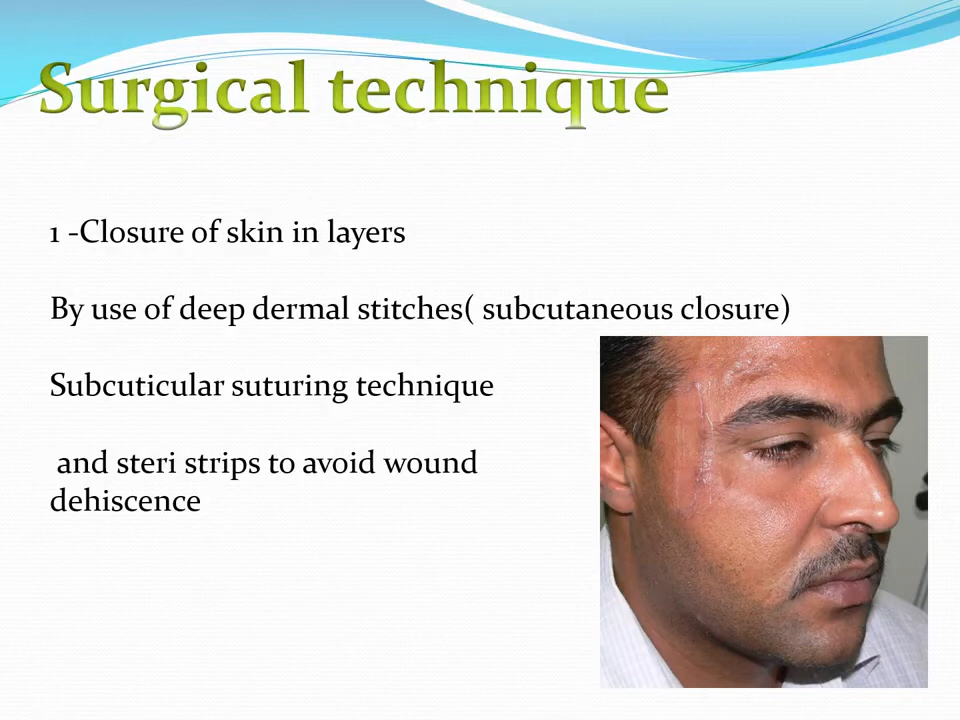 Surgical technique
1 -Closure of skin in layers
By use of deep dermal stitches( subcutaneous closure)
Subcuticular suturing technique
and steri strips to avoid wound
dehiscence